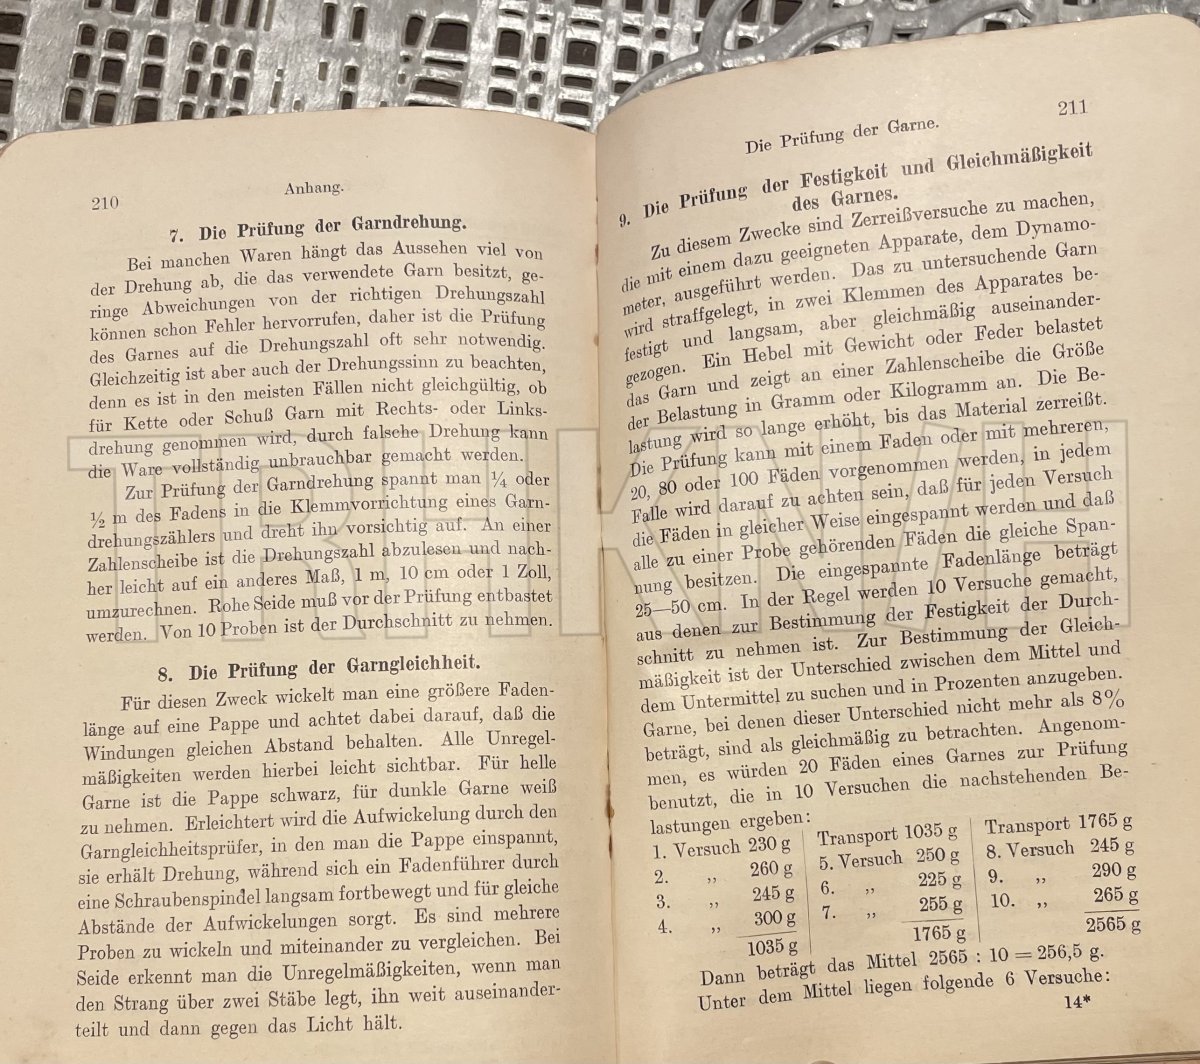 210
Anhang.
7. Die Prüfung der Garndrehung.
Bei manchen Waren hängt das Aussehen viel von
der Drehung ab, die das verwendete Garn besitzt, ge-
ringe Abweichungen von der richtigen Drehungszahl
können schon Fehler hervorrufen, daher ist die Prüfung
des Garnes auf die Drehungszahl oft sehr notwendig.
Gleichzeitig ist aber auch der Drehungssinn zu beachten,
denn es ist in den meisten Fällen nicht gleichgültig, ob
für Kette oder Schuß Garn mit Rechts- oder Links-
drehung genommen wird, durch falsche Drehung kann
die Ware vollständig unbrauchbar gemacht werden.
Zur Prüfung der Garndrehung spannt man ¼ oder
½ m des Fadens in die Klemmvorrichtung eines Garn-
drehungszählers und dreht ihn vorsichtig auf. An einer
Zahlenscheibe ist die Drehungszahl abzulesen und nach-
her leicht auf ein anderes Maß, 1 m, 10 cm oder 1 Zoll,
umzurechnen. Rohe Seide muß vor der Prüfung entbastet
werden. Von 10 Proben ist der Durchschnitt zu nehmen.
8. Die Prüfung der Garngleichheit.
Für diesen Zweck wickelt man eine größere Faden-
länge auf eine Pappe und achtet dabei darauf, daß die
Windungen gleichen Abstand behalten. Alle Unregel-
mäßigkeiten werden hierbei leicht sichtbar. Für helle
Garne ist die Pappe schwarz, für dunkle Garne weiß
zu nehmen. Erleichtert wird die Aufwickelung durch den
Garngleichheitsprüfer, in den man die Pappe einspannt,
sie erhält Drehung, während sich ein Fadenführer durch
eine Schraubenspindel langsam fortbewegt und für gleiche
Abstände der Aufwickelungen sorgt. Es sind mehrere
Proben zu wickeln und miteinander zu vergleichen. Bei
Seide erkennt man die Unregelmäßigkeiten, wenn man
den Strang über zwei Stäbe legt, ihn weit auseinander-
teilt und dann gegen das Licht hält.
Die Prüfung der Garne.
211
9. Die Prüfung der Festigkeit und Gleichmäßigkeit
des Garnes.
Zu diesem Zwecke sind Zerreißversuche zu machen,
die mit einem dazu geeigneten Apparate, dem Dynamo-
meter, ausgeführt werden. Das zu untersuchende Garn
wird straffgelegt, in zwei Klemmen des Apparates be-
festigt und langsam, aber gleichmäßig auseinander-
gezogen. Ein Hebel mit Gewicht oder Feder belastet
das Garn und zeigt an einer Zahlenscheibe die Größe
der Belastung in Gramm oder Kilogramm an. Die Be-
lastung wird so lange erhöht, bis das Material zerreißt.
Die Prüfung kann mit einem Faden oder mit mehreren,
20, 80 oder 100 Fäden vorgenommen werden, in jedem
Falle wird darauf zu achten sein, daß für jeden Versuch
die Fäden in gleicher Weise eingespannt werden und daß
alle zu einer Probe gehörenden Fäden die gleiche Span-
nung besitzen. Die eingespannte Fadenlänge beträgt
25—50 cm. In der Regel werden 10 Versuche gemacht,
aus denen zur Bestimmung der Festigkeit der Durch-
schnitt zu nehmen ist. Zur Bestimmung der Gleich-
mäßigkeit ist der Unterschied zwischen dem Mittel und
dem Untermittel zu suchen und in Prozenten anzugeben.
Garne, bei denen dieser Unterschied nicht mehr als 8%
beträgt, sind als gleichmäßig zu betrachten. Angenom-
men, es würden 20 Fäden eines Garnes zur Prüfung
benutzt, die in 10 Versuchen die nachstehenden Be-
lastungen ergeben:
1. Versuch 230 g
2. „ 260 g
3. „ 245 g
4. „ 300 g
1035 g
Transport 1035 g
5. Versuch 250 g
6. „ 225 g
7. „ 255 g
1765 g
Transport 1765 g
8. Versuch 245 g
9. „ 290 g
10. „ 265 g
2565 g
Dann beträgt das Mittel 2565 : 10 = 256,5 g.
Unter dem Mittel liegen folgende 6 Versuche:
14*